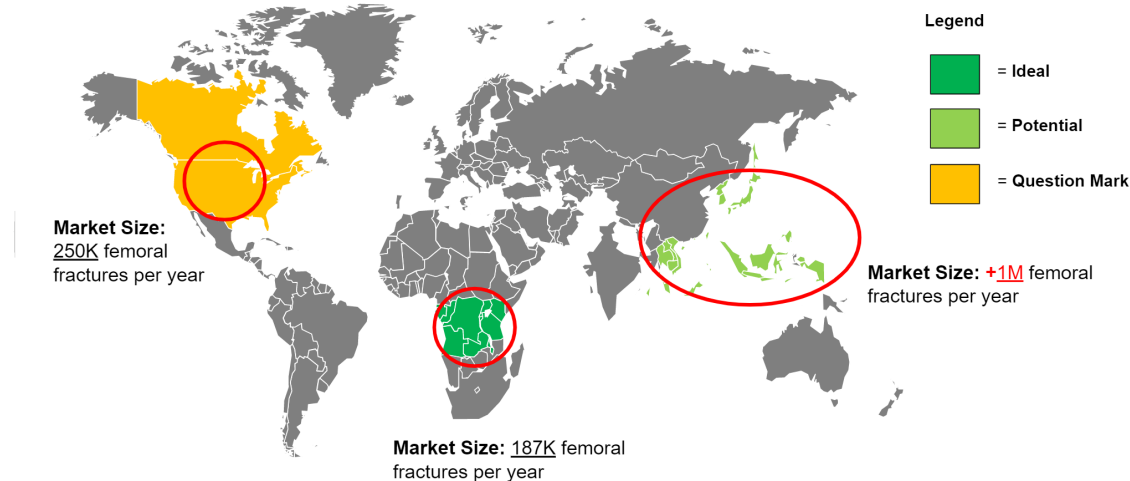 Legend
= Ideal
= Potential
= Question Mark
Market Size:
250K femoral
fractures per year
Market Size: +1M femoral
fractures per year
Market Size: 187K femoral
fractures per year